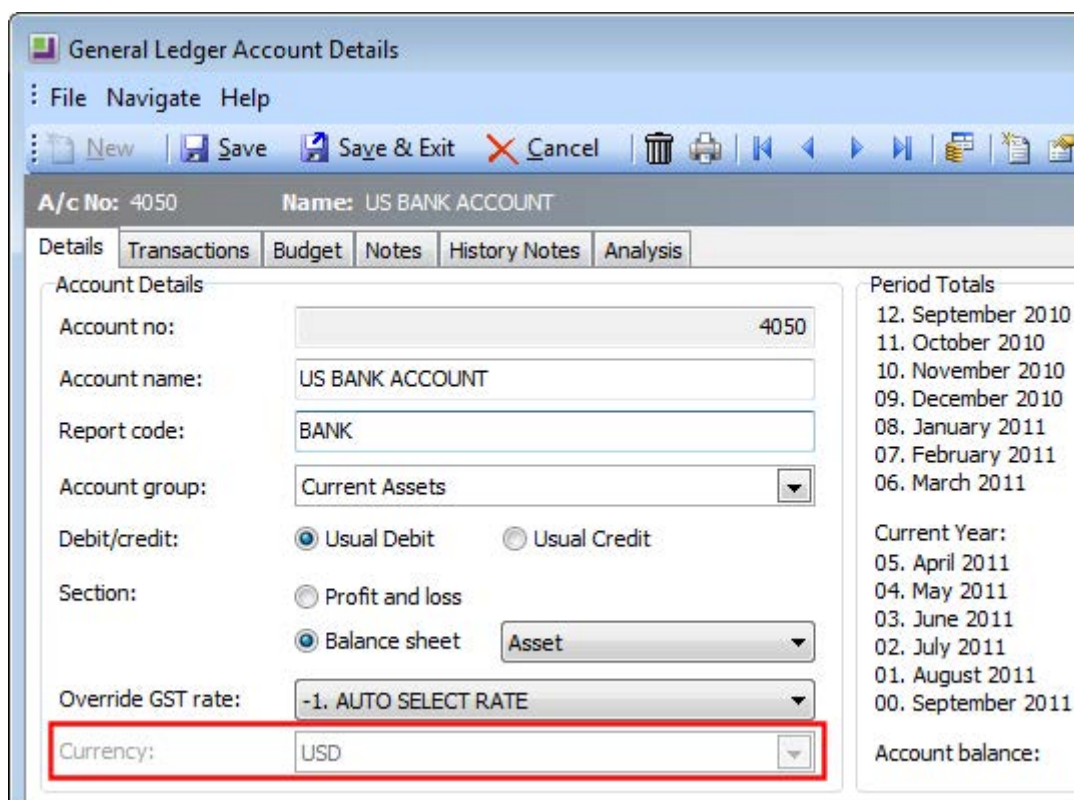 General Ledger Account Details
File Navigate Help
New Save Save & Exit Cancel
A/c No: 4050 Name: US BANK ACCOUNT
Details Transactions Budget Notes History Notes Analysis
Account Details
Account no: 4050
Account name: US BANK ACCOUNT
Report code: BANK
Account group: Current Assets
Debit/credit: Usual Debit Usual Credit
Section: Profit and loss
Balance sheet Asset
Override GST rate: -1. AUTO SELECT RATE
Currency: USD
Period Totals
12. September 2010
11. October 2010
10. November 2010
09. December 2010
08. January 2011
07. February 2011
06. March 2011
Current Year:
05. April 2011
04. May 2011
03. June 2011
02. July 2011
01. August 2011
00. September 2011
Account balance: